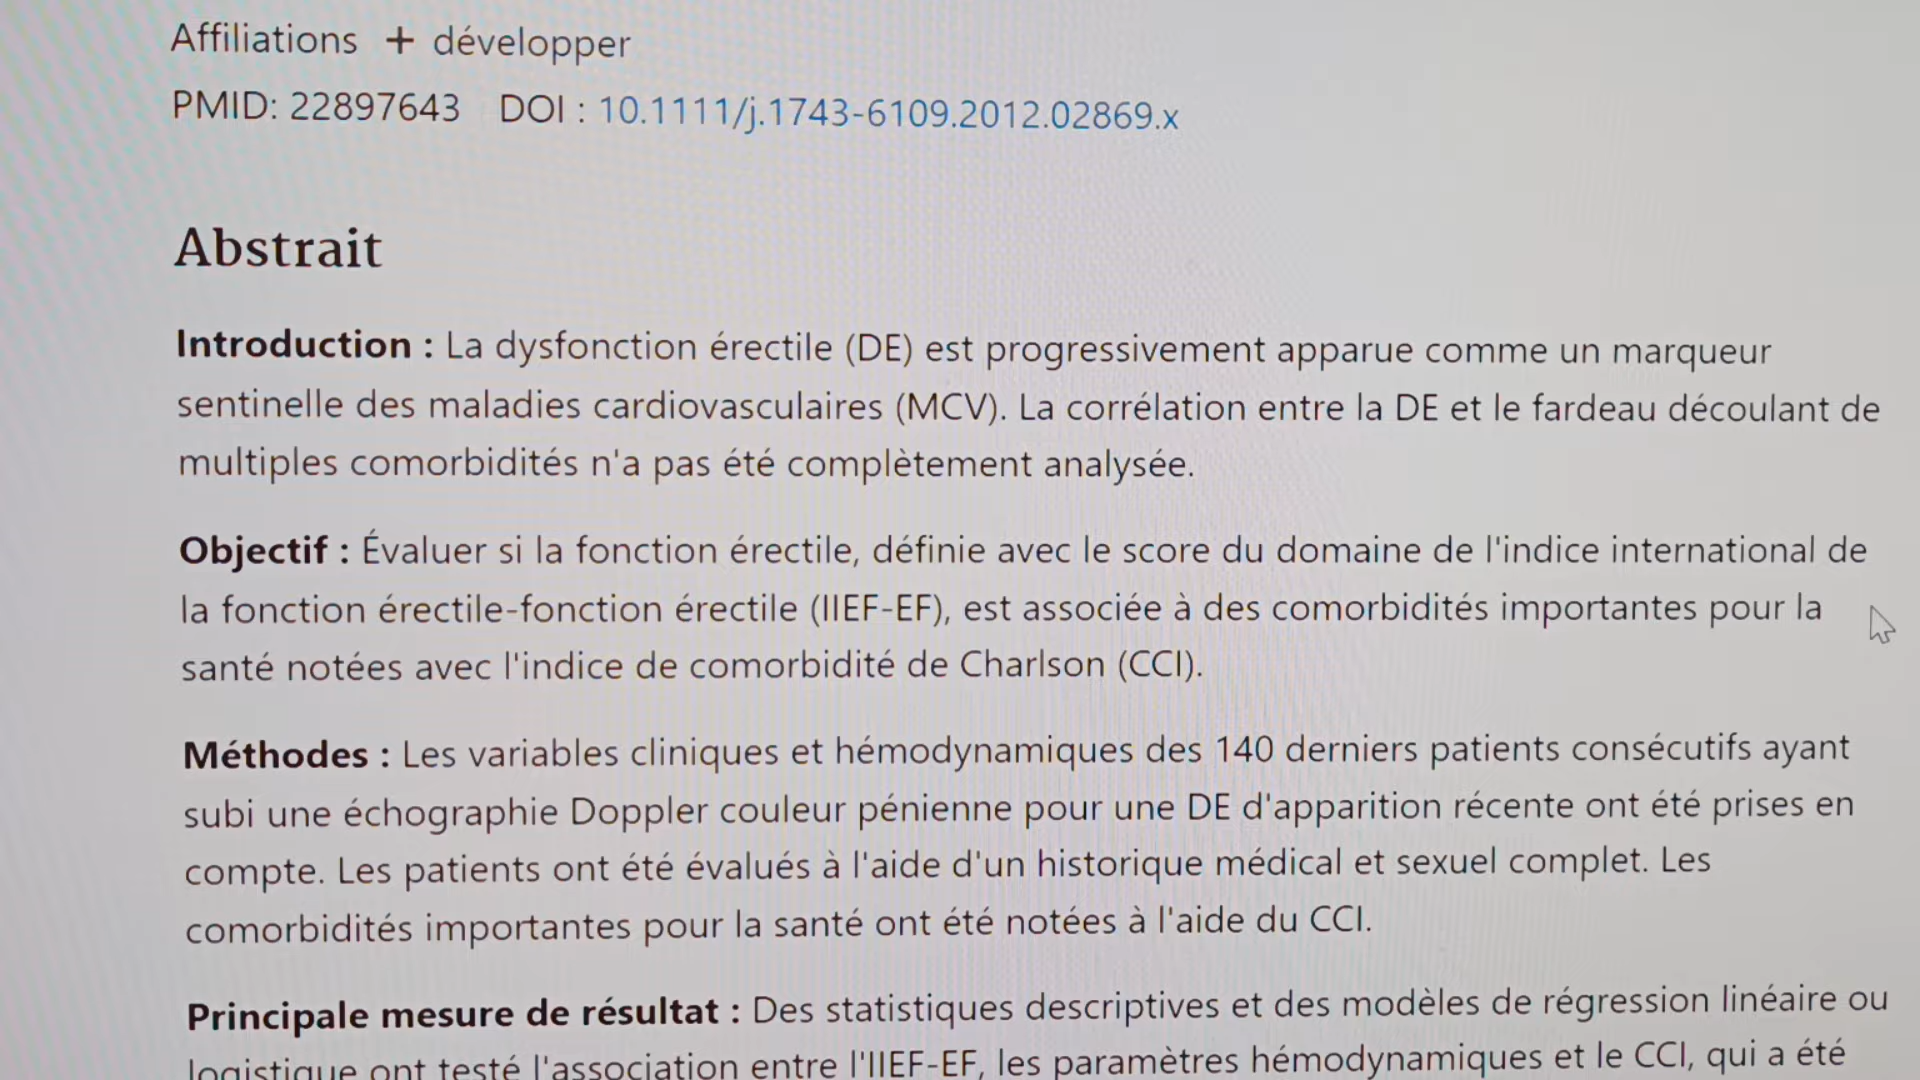 Affiliations + développer
PMID: 22897643 DOI : 10.1111/j.1743-6109.2012.02869.x
Abstrait
Introduction : La dysfonction érectile (DE) est progressivement apparue comme un marqueur
sentinelle des maladies cardiovasculaires (MCV). La corrélation entre la DE et le fardeau découlant de
multiples comorbidités n'a pas été complètement analysée.
Objectif : Évaluer si la fonction érectile, définie avec le score du domaine de l'indice international de
la fonction érectile-fonction érectile (IIEF-EF), est associée à des comorbidités importantes pour la
santé notées avec l'indice de comorbidité de Charlson (CCI).
Méthodes : Les variables cliniques et hémodynamiques des 140 derniers patients consécutifs ayant
subi une échographie Doppler couleur pénienne pour une DE d'apparition récente ont été prises en
compte. Les patients ont été évalués à l'aide d'un historique médical et sexuel complet. Les
comorbidités importantes pour la santé ont été notées à l'aide du CCI.
Principale mesure de résultat : Des statistiques descriptives et des modèles de régression linéaire ou
logistique ont testé l'association entre l'IIEF-EF, les paramètres hémodynamiques et le CCI, qui a été